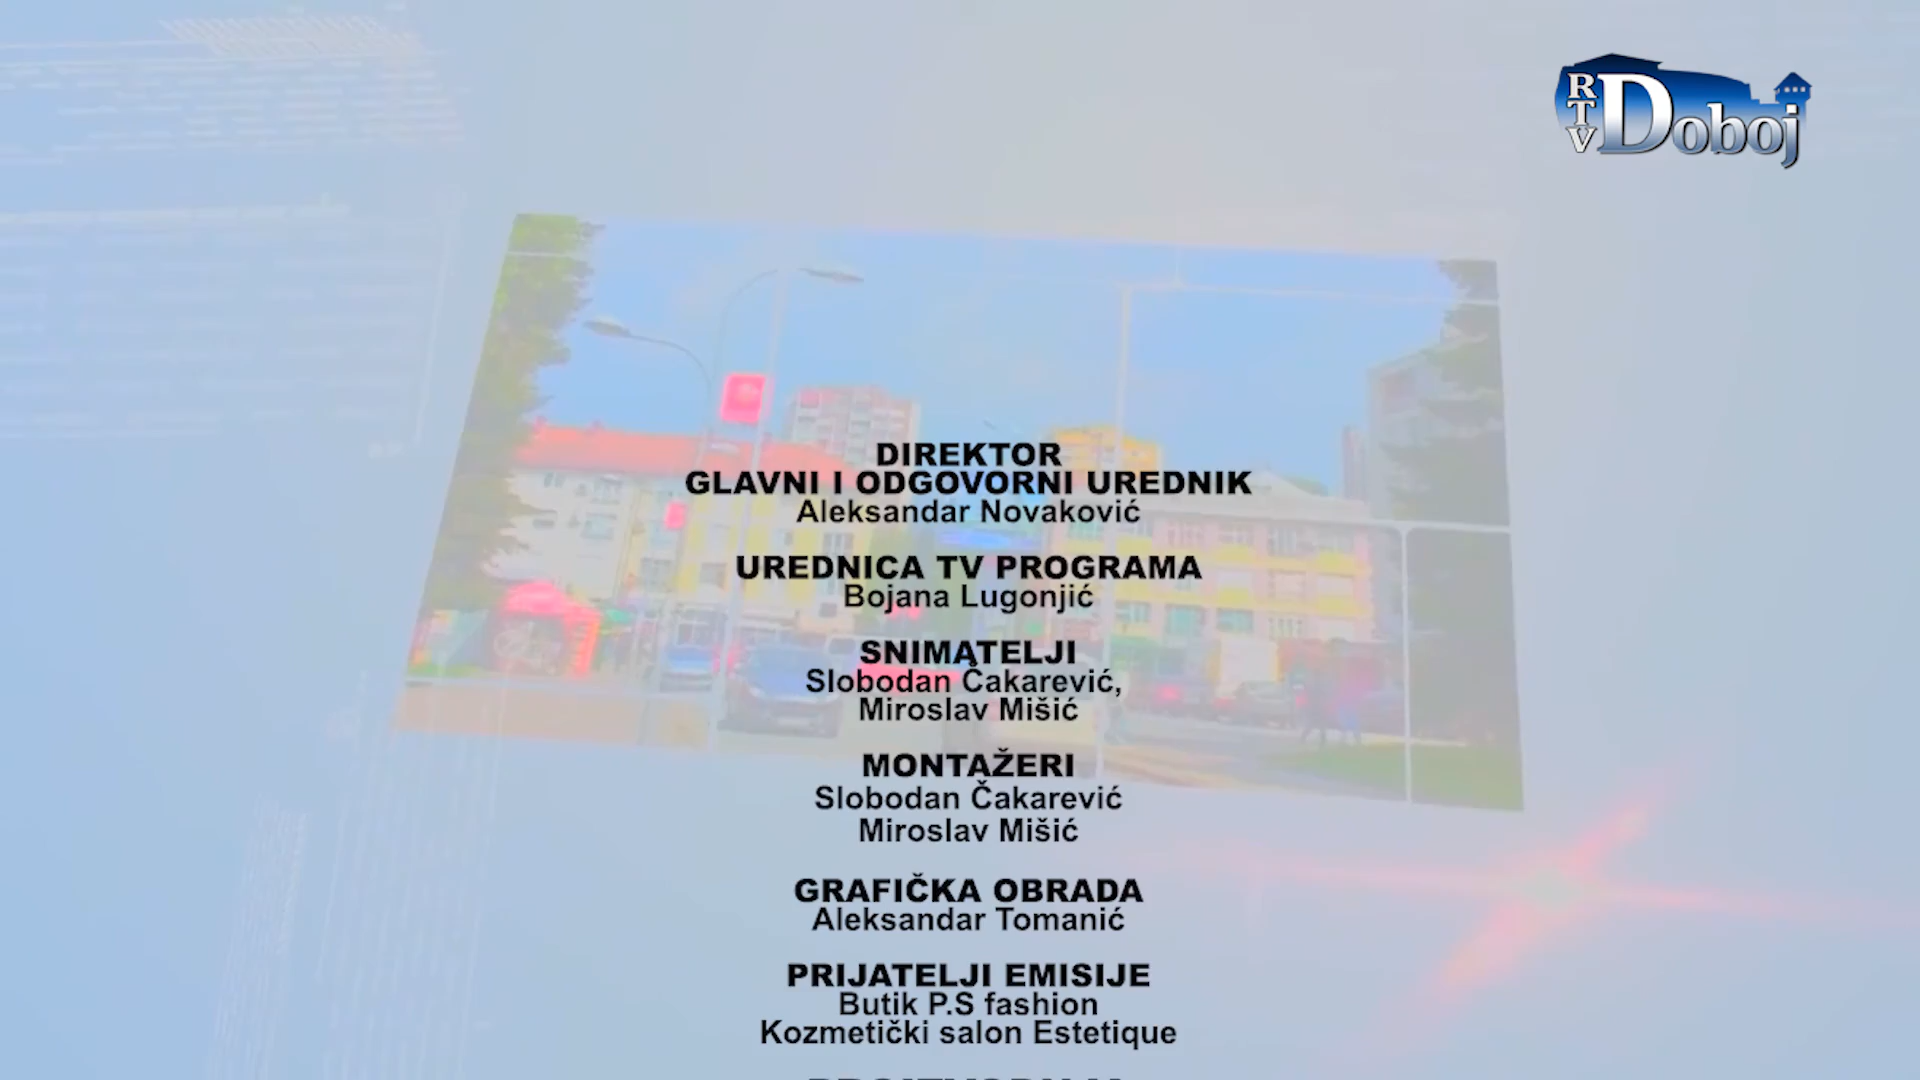 RTV Doboj
DIREKTOR
GLAVNI I ODGOVORNI UREDNIK
Aleksandar Novaković
UREDNICA TV PROGRAMA
Bojana Lugonjić
SNIMATELJI
Slobodan Čakarević,
Miroslav Mišić
MONTAŽERI
Slobodan Čakarević
Miroslav Mišić
GRAFIČKA OBRADA
Aleksandar Tomanić
PRIJATELJI EMISIJE
Butik P.S fashion
Kozmetički salon Estetique